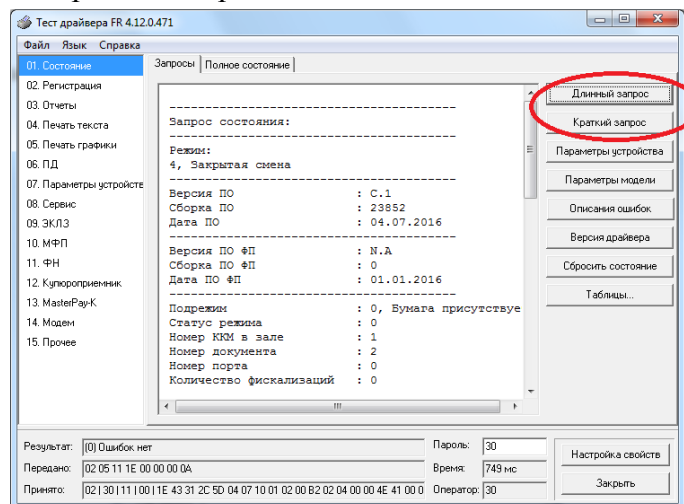 Тест драйвера FR 4.12.0.471
Файл Язык Справка
01. Состояние
02. Регистрация
03. Отчеты
04. Печать текста
05. Печать графики
06. ПД
07. Параметры устройств
08. Сервис
09. ЭКЛЗ
10. МФП
11. ФН
12. Купюроприемник
13. MasterPay-K
14. Модем
15. Прочее
Запросы Полное состояние
----------------------------------------
Запрос состояния:
----------------------------------------
Режим:
4, Закрытая смена
----------------------------------------
Версия ПО : C.1
Сборка ПО : 23852
Дата ПО : 04.07.2016
----------------------------------------
Версия ПО ФП : N.A
Сборка ПО ФП : 0
Дата ПО ФП : 01.01.2016
----------------------------------------
Подрежим : 0, Бумага присутствуе
Статус режима : 0
Номер ККМ в зале : 1
Номер документа : 2
Номер порта : 0
Количество фискализаций : 0
Длинный запрос
Краткий запрос
Параметры устройства
Параметры модели
Описания ошибок
Версия драйвера
Сбросить состояние
Таблицы...
Результат: (0) Ошибок нет
Передано: 02 05 11 1E 00 00 00 0A
Принято: 02 | 30 | 11 | 00 | 1E 43 31 2C 5D 04 07 10 01 02 00 B2 02 04 00 00 4E 41 00 0
Пароль: 30
Время: 749 мс
Оператор: 30
Настройка свойств
Закрыть